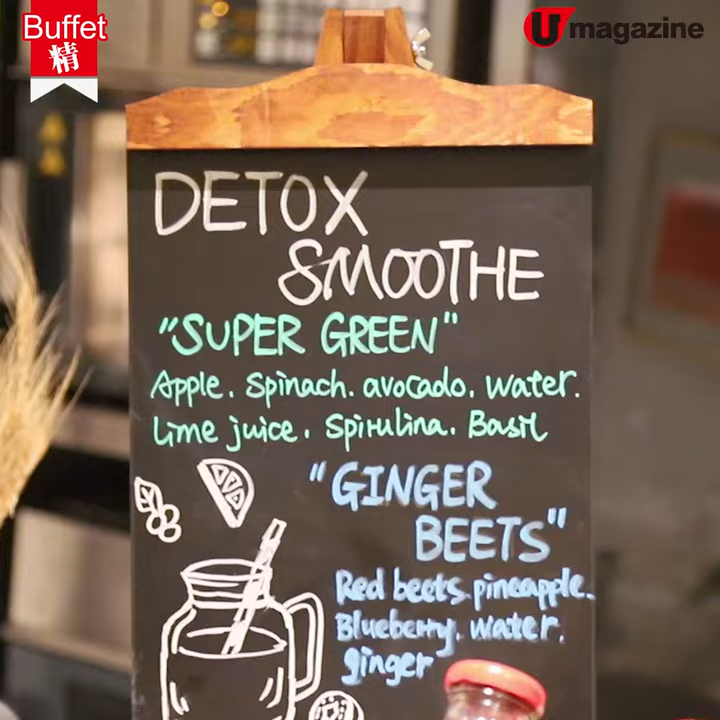 Buffet
精
U magazine
DETOX
SMOOTHE
"SUPER GREEN"
Apple. Spinach. avocado. water.
Lime juice. Spirulina. Basil
"GINGER
BEETS"
Red beets. pineapple.
Blueberry. water.
ginger